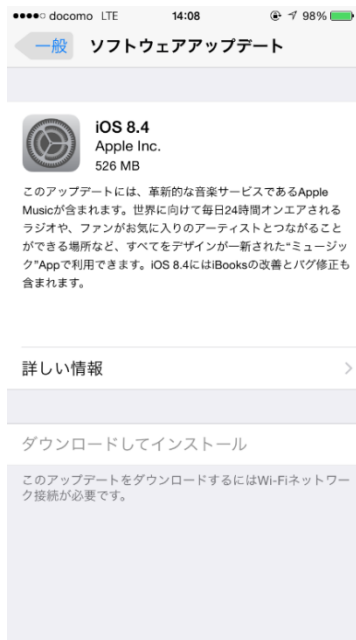 docomo LTE 14:08 98%
一般 ソフトウェアアップデート
iOS 8.4
Apple Inc.
526 MB
このアップデートには、革新的な音楽サービスであるApple
Musicが含まれます。世界に向けて毎日24時間オンエアされる
ラジオや、ファンがお気に入りのアーティストとつながること
ができる場所など、すべてをデザインが一新された“ミュージッ
ク”Appで利用できます。iOS 8.4にはiBooksの改善とバグ修正も
含まれます。
詳しい情報
ダウンロードしてインストール
このアップデートをダウンロードするにはWi-Fiネットワー
ク接続が必要です。